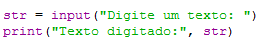 str = input("Digite um texto: ")
print("Texto digitado:", str)